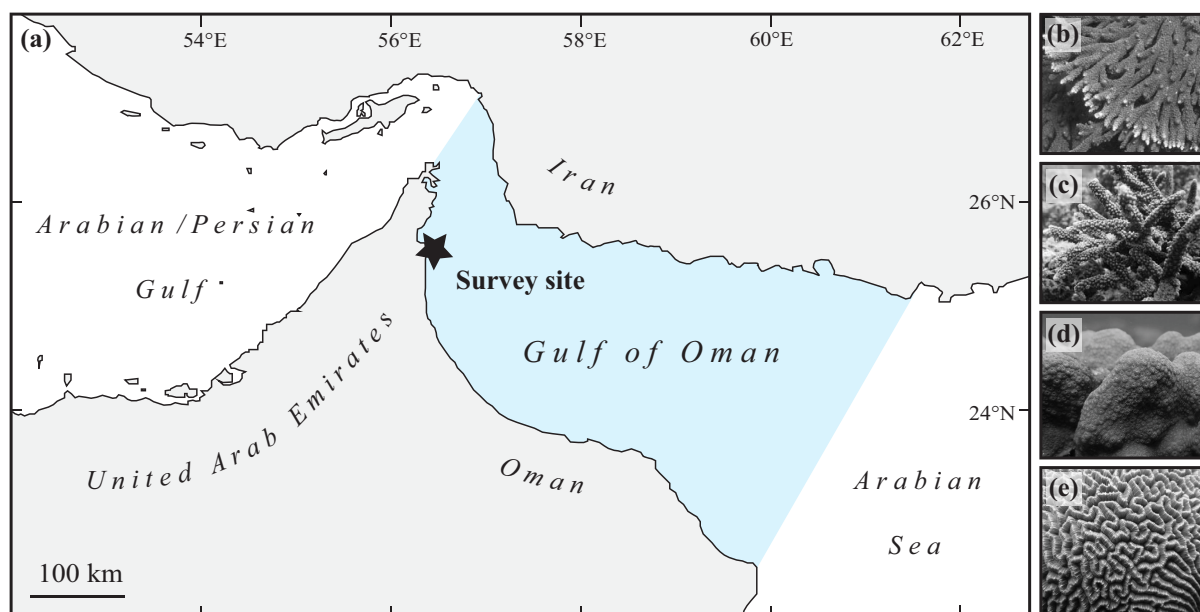 (a)
54°E
56°E
58°E
60°E
62°E
(b)
Iran
26°N
(c)
Arabian /Persian
Gulf
Survey site
Gulf of Oman
(d)
24°N
United Arab Emirates
Oman
Arabian
Sea
(e)
100 km